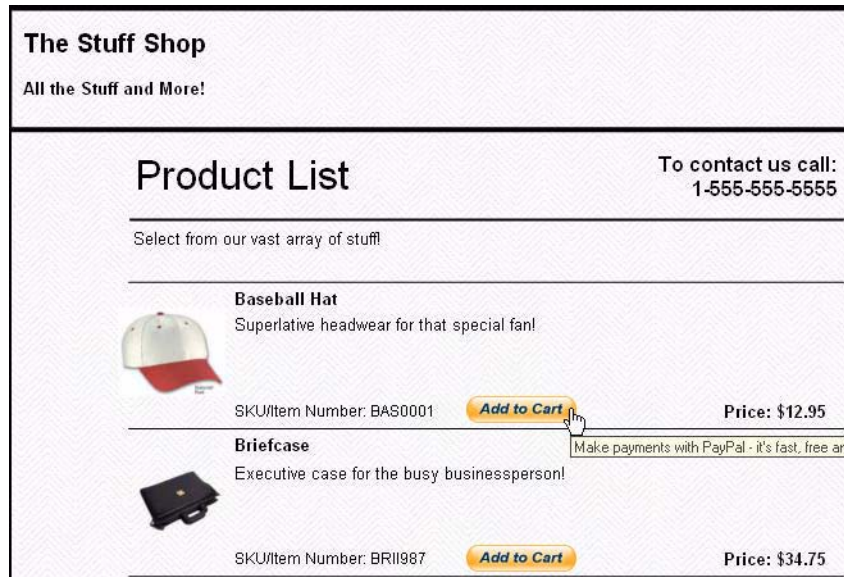 The Stuff Shop
All the Stuff and More!
Product List
To contact us call:
1-555-555-5555
Select from our vast array of stuff!
Baseball Hat
Superlative headwear for that special fan!
SKU/Item Number: BAS0001
Add to Cart
Price: $12.95
Make payments with PayPal - it's fast, free
Briefcase
Executive case for the busy businessperson!
SKU/Item Number: BRII987
Add to Cart
Price: $34.75